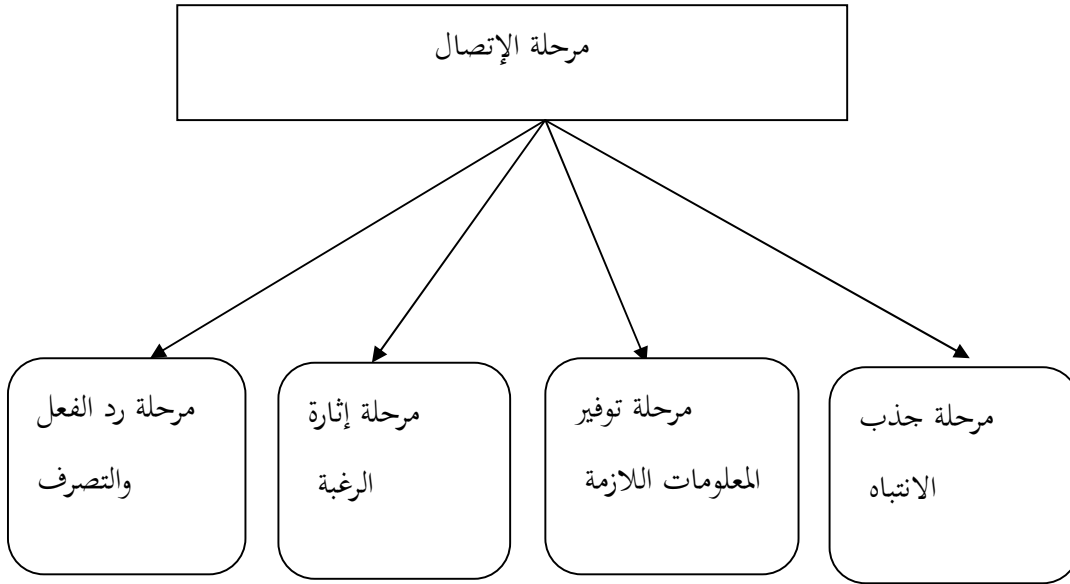 مرحلة الإتصال
مرحلة جذب
الانتباه
مرحلة توفير
المعلومات اللازمة
مرحلة إثارة
الرغبة
مرحلة رد الفعل
والتصرف